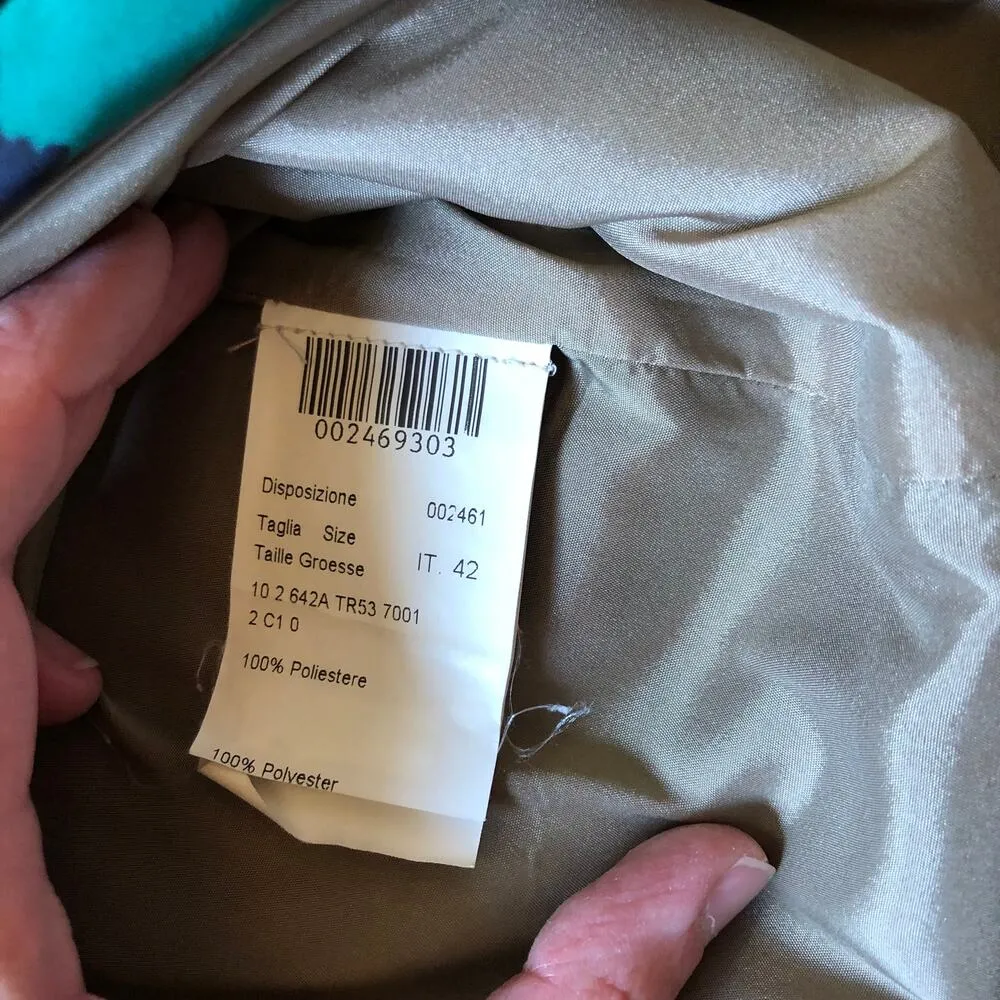 002469303
Disposizione 002461
Taglia Size
Taille Groesse IT. 42
10 2 642A TR53 7001
2 C1 0
100% Poliestere
100% Polyester